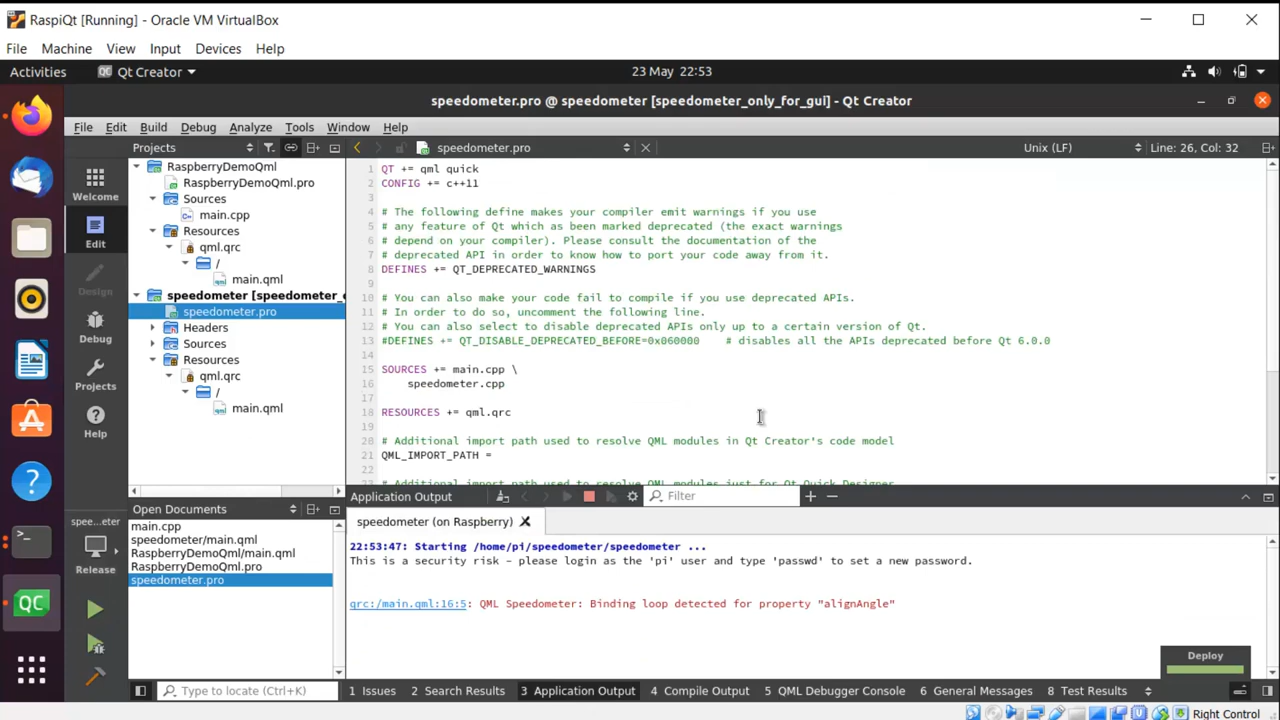 RaspiQt [Running] - Oracle VM VirtualBox
File Machine View Input Devices Help
Activities Qt Creator 23 May 22:53
speedometer.pro @ speedometer [speedometer_only_for_gui] - Qt Creator
File Edit Build Debug Analyze Tools Window Help
Projects speedometer.pro Unix (LF) Line: 26, Col: 32
Welcome
Edit
Design
Debug
Projects
Help
RaspberryDemoQml
RaspberryDemoQml.pro
Sources
main.cpp
Resources
qml.qrc
/
main.qml
speedometer [speedometer_
speedometer.pro
Headers
Sources
Resources
qml.qrc
/
main.qml
1 QT += qml quick
2 CONFIG += c++11
3
4 # The following define makes your compiler emit warnings if you use
5 # any feature of Qt which as been marked deprecated (the exact warnings
6 # depend on your compiler). Please consult the documentation of the
7 # deprecated API in order to know how to port your code away from it.
8 DEFINES += QT_DEPRECATED_WARNINGS
9
10 # You can also make your code fail to compile if you use deprecated APIs.
11 # In order to do so, uncomment the following line.
12 # You can also select to disable deprecated APIs only up to a certain version of Qt.
13 #DEFINES += QT_DISABLE_DEPRECATED_BEFORE=0x060000 # disables all the APIs deprecated before Qt 6.0.0
14
15 SOURCES += main.cpp \
16 speedometer.cpp
17
18 RESOURCES += qml.qrc
19
20 # Additional import path used to resolve QML modules in Qt Creator's code model
21 QML_IMPORT_PATH =
22
# Additional import path used to resolve QML modules just for Qt Quick Designer
Open Documents
main.cpp
speedometer/main.qml
RaspberryDemoQml/main.qml
RaspberryDemoQml.pro
speedometer.pro
spee...eter
Release
Application Output Filter
speedometer (on Raspberry)
22:53:47: Starting /home/pi/speedometer/speedometer ...
This is a security risk - please login as the 'pi' user and type 'passwd' to set a new password.
qrc:/main.qml:16:5: QML Speedometer: Binding loop detected for property "alignAngle"
Deploy
Type to locate (Ctrl+K) 1 Issues 2 Search Results 3 Application Output 4 Compile Output 5 QML Debugger Console 6 General Messages 8 Test Results
Right Control